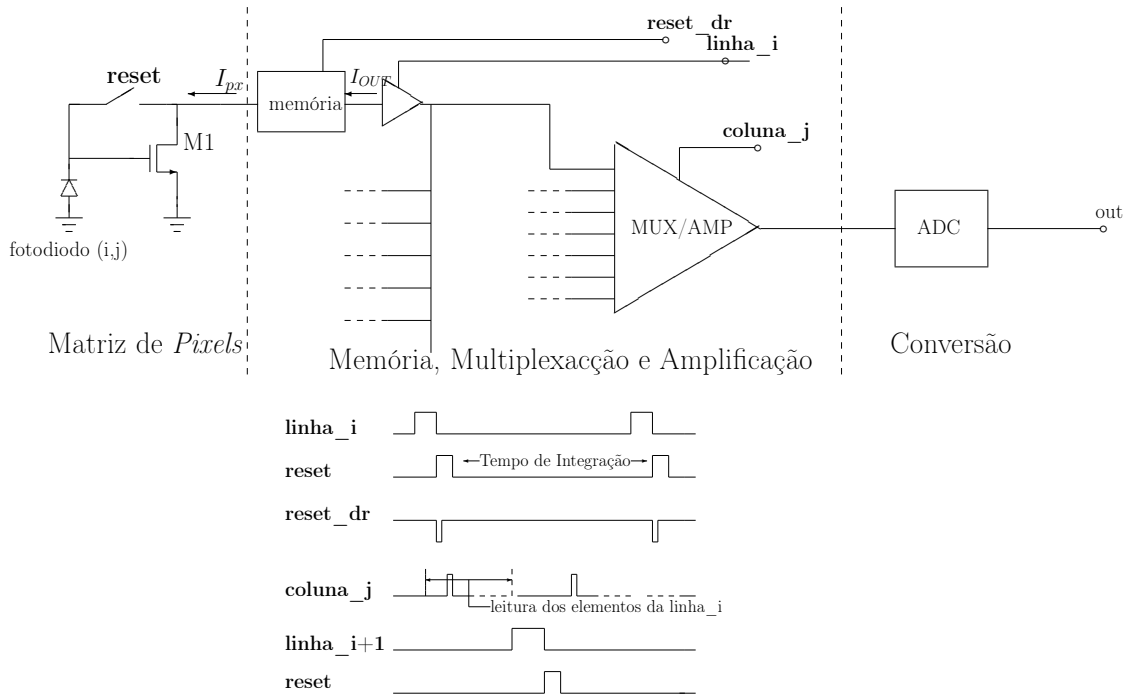 reset_dr
linha_i
reset
I_px
I_OUT
memória
M1
coluna_j
MUX/AMP
ADC
out
fotodiodo (i,j)
Matriz de Pixels
Memória, Multiplexacção e Amplificação
Conversão
linha_i
reset
Tempo de Integração
reset_dr
coluna_j
leitura dos elementos da linha_i
linha_i+1
reset